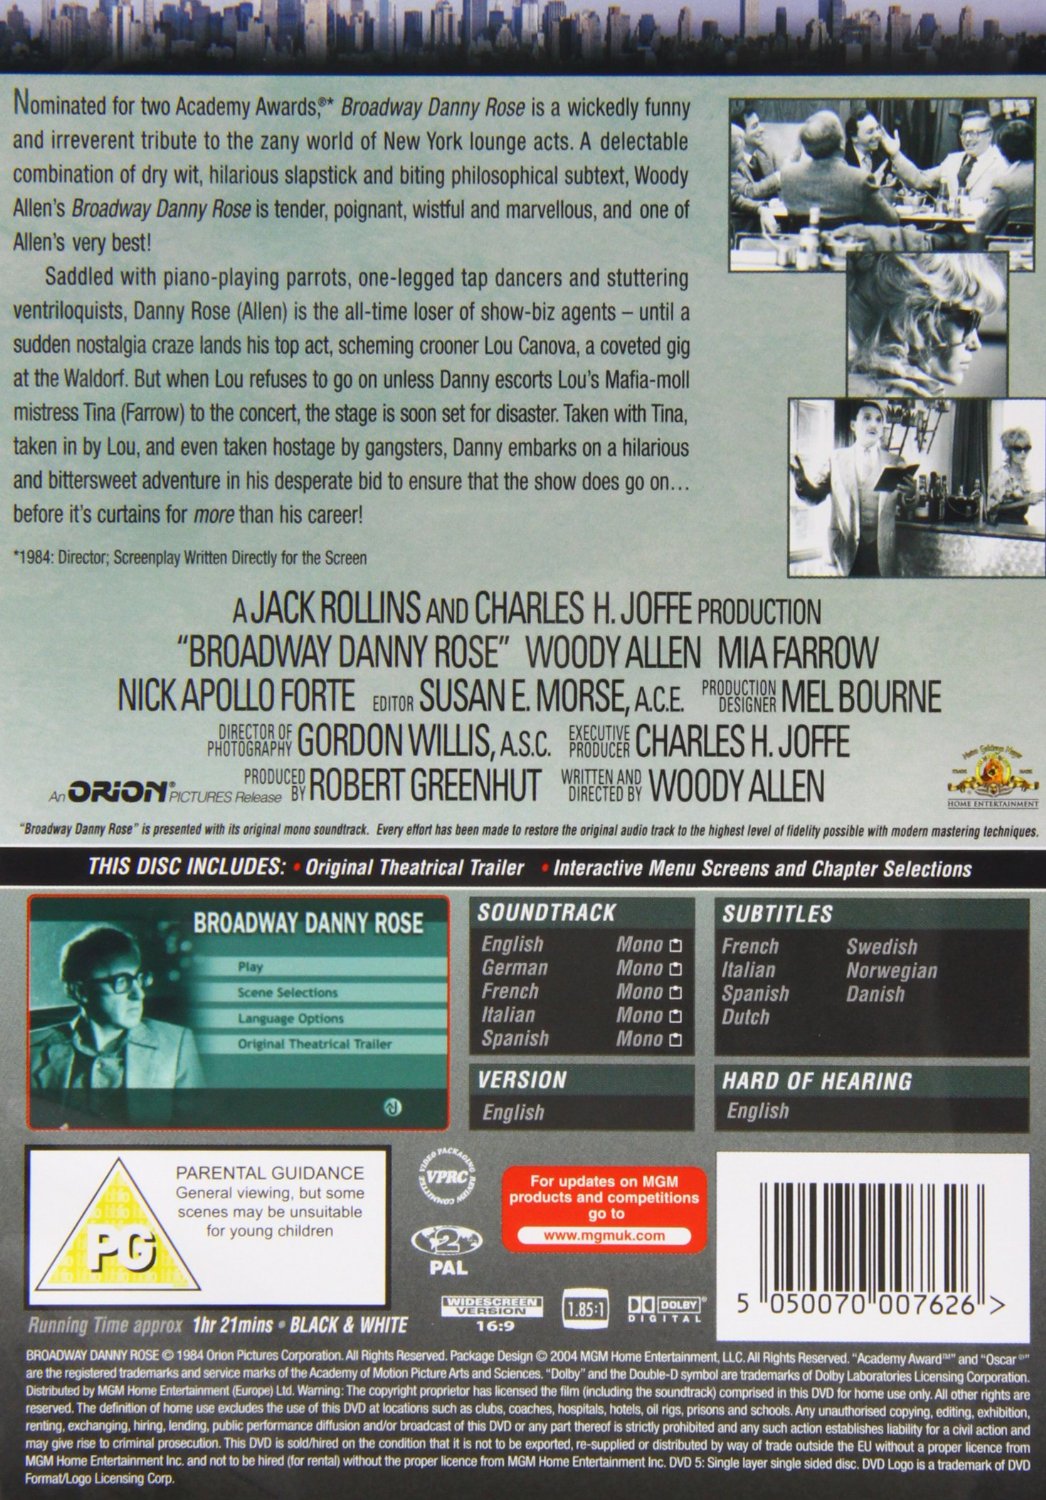 Nominated for two Academy Awards,®* Broadway Danny Rose is a wickedly funny
and irreverent tribute to the zany world of New York lounge acts. A delectable
combination of dry wit, hilarious slapstick and biting philosophical subtext, Woody
Allen's Broadway Danny Rose is tender, poignant, wistful and marvellous, and one of
Allen's very best!
Saddled with piano-playing parrots, one-legged tap dancers and stuttering
ventriloquists, Danny Rose (Allen) is the all-time loser of show-biz agents – until a
sudden nostalgia craze lands his top act, scheming crooner Lou Canova, a coveted gig
at the Waldorf. But when Lou refuses to go on unless Danny escorts Lou's Mafia-moll
mistress Tina (Farrow) to the concert, the stage is soon set for disaster. Taken with Tina,
taken in by Lou, and even taken hostage by gangsters, Danny embarks on a hilarious
and bittersweet adventure in his desperate bid to ensure that the show does go on...
before it's curtains for more than his career!
*1984: Director; Screenplay Written Directly for the Screen
A JACK ROLLINS AND CHARLES H. JOFFE PRODUCTION
"BROADWAY DANNY ROSE" WOODY ALLEN MIA FARROW
NICK APOLLO FORTE EDITOR SUSAN E. MORSE, A.C.E. PRODUCTION DESIGNER MEL BOURNE
DIRECTOR OF PHOTOGRAPHY GORDON WILLIS, A.S.C. EXECUTIVE PRODUCER CHARLES H. JOFFE
An ORION® PICTURES Release PRODUCED BY ROBERT GREENHUT WRITTEN AND DIRECTED BY WOODY ALLEN
TRADE MARK
HOME ENTERTAINMENT
"Broadway Danny Rose" is presented with its original mono soundtrack. Every effort has been made to restore the original audio track to the highest level of fidelity possible with modern mastering techniques.
THIS DISC INCLUDES: • Original Theatrical Trailer • Interactive Menu Screens and Chapter Selections
BROADWAY DANNY ROSE
Play
Scene Selections
Language Options
Original Theatrical Trailer
SOUNDTRACK
English Mono
German Mono
French Mono
Italian Mono
Spanish Mono
VERSION
English
SUBTITLES
French Swedish
Italian Norwegian
Spanish Danish
Dutch
HARD OF HEARING
English
PG
PARENTAL GUIDANCE
General viewing, but some
scenes may be unsuitable
for young children
VIDEO PACKAGING REVIEW COMMITTEE
VPRC
2
PAL
For updates on MGM
products and competitions
go to
www.mgmuk.com
WIDESCREEN
VERSION
16:9
1.85:1
DOLBY®
DIGITAL
5 050070 007626 >
Running Time approx 1hr 21mins • BLACK & WHITE
BROADWAY DANNY ROSE © 1984 Orion Pictures Corporation. All Rights Reserved. Package Design © 2004 MGM Home Entertainment, LLC. All Rights Reserved. "Academy Award™" and "Oscar®"
are the registered trademarks and service marks of the Academy of Motion Picture Arts and Sciences. "Dolby" and the Double-D symbol are trademarks of Dolby Laboratories Licensing Corporation.
Distributed by MGM Home Entertainment (Europe) Ltd. Warning: The copyright proprietor has licensed the film (including the soundtrack) comprised in this DVD for home use only. All other rights are
reserved. The definition of home use excludes the use of this DVD at locations such as clubs, coaches, hospitals, hotels, oil rigs, prisons and schools. Any unauthorised copying, editing, exhibition,
renting, exchanging, hiring, lending, public performance diffusion and/or broadcast of this DVD or any part thereof is strictly prohibited and any such action establishes liability for a civil action and
may give rise to criminal prosecution. This DVD is sold/hired on the condition that it is not to be exported, re-supplied or distributed by way of trade outside the EU without a proper licence from
MGM Home Entertainment Inc. and not to be hired (for rental) without the proper licence from MGM Home Entertainment Inc. DVD 5: Single layer single sided disc. DVD Logo is a trademark of DVD
Format/Logo Licensing Corp.